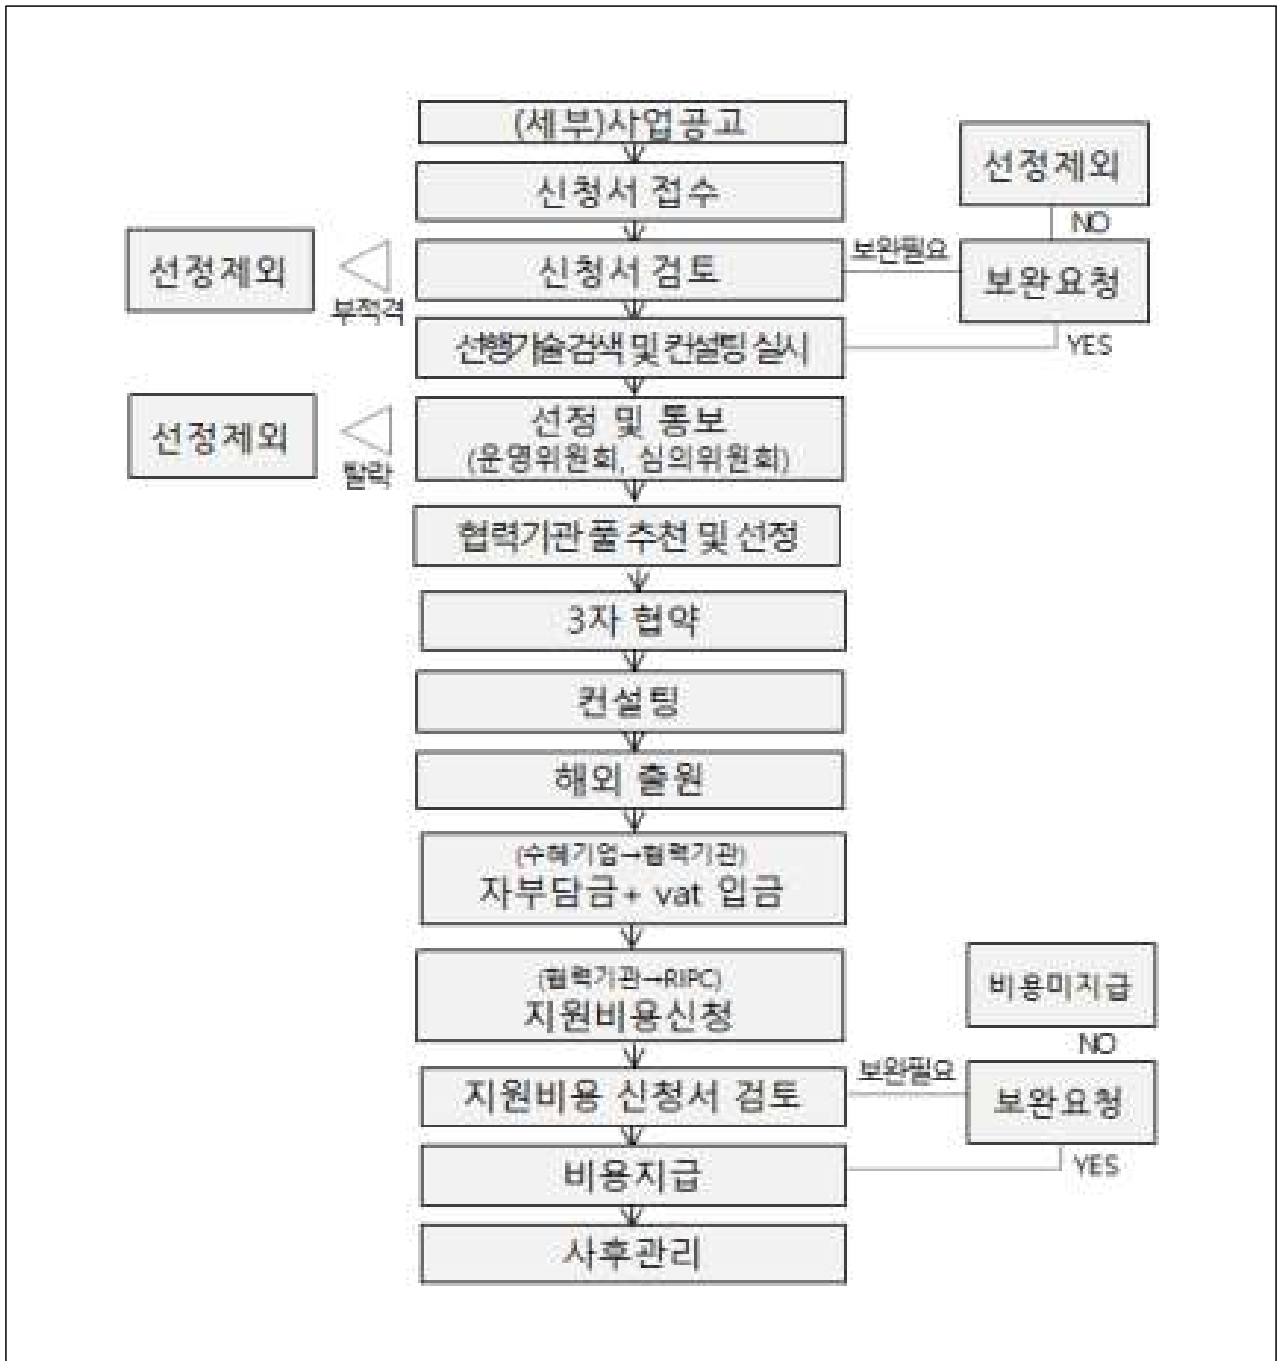 (세부)사업공고
선정제외
신청서 접수
NO
선정제외
부적격
신청서 검토
보완필요
보완요청
YES
선행기술검색 및 컨설팅 실시
선정제외
탈락
선정 및 통보
(운영위원회, 심의위원회)
협력기관 풀 추천 및 선정
3자 협약
컨설팅
해외 출원
(수혜기업→협력기관)
자부담금+ vat 입금
(협력기관→RIPC)
지원비용신청
비용미지급
NO
지원비용 신청서 검토
보완필요
보완요청
YES
비용지급
사후관리